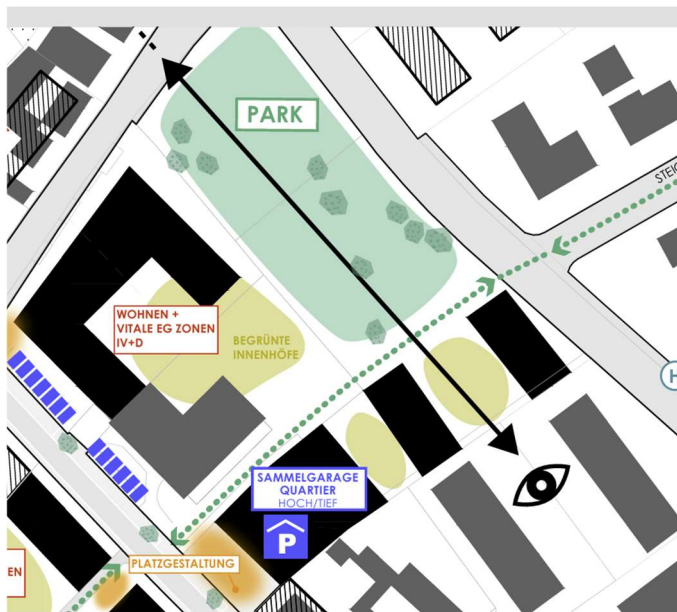 PARK
STEIG
WOHNEN +
VITALE EG ZONEN
IV+D
BEGRÜNTE
INNENHÖFE
H
SAMMELGARAGE
QUARTIER
HOCH/TIEF
P
PLATZGESTALTUNG
EN